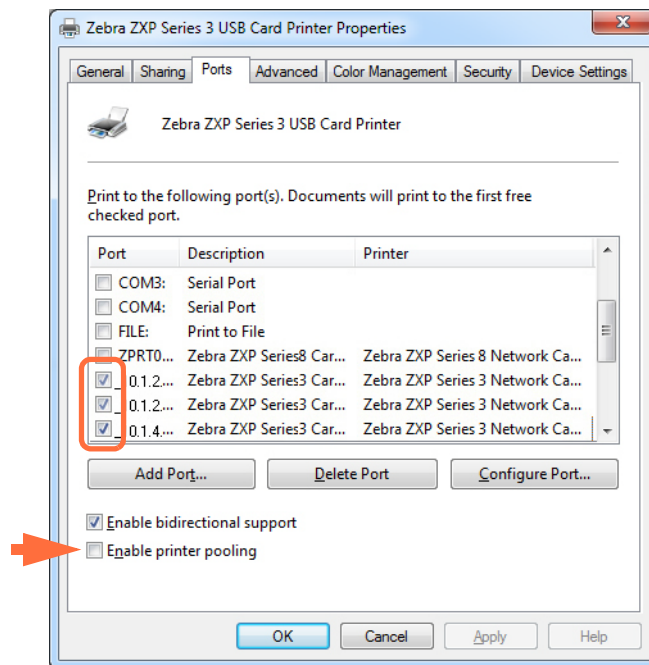 Zebra ZXP Series 3 USB Card Printer Properties
General Sharing Ports Advanced Color Management Security Device Settings
Zebra ZXP Series 3 USB Card Printer
Print to the following port(s). Documents will print to the first free
checked port.
Port Description Printer
COM3: Serial Port
COM4: Serial Port
FILE: Print to File
ZPRT0... Zebra ZXP Series8 Car... Zebra ZXP Series 8 Network Ca...
_0.1.2.... Zebra ZXP Series3 Car... Zebra ZXP Series 3 Network Ca...
_0.1.2.... Zebra ZXP Series3 Car... Zebra ZXP Series 3 Network Ca...
_0.1.4.... Zebra ZXP Series3 Car... Zebra ZXP Series 3 Network Ca...
Add Port... Delete Port Configure Port...
Enable bidirectional support
Enable printer pooling
OK Cancel Apply Help